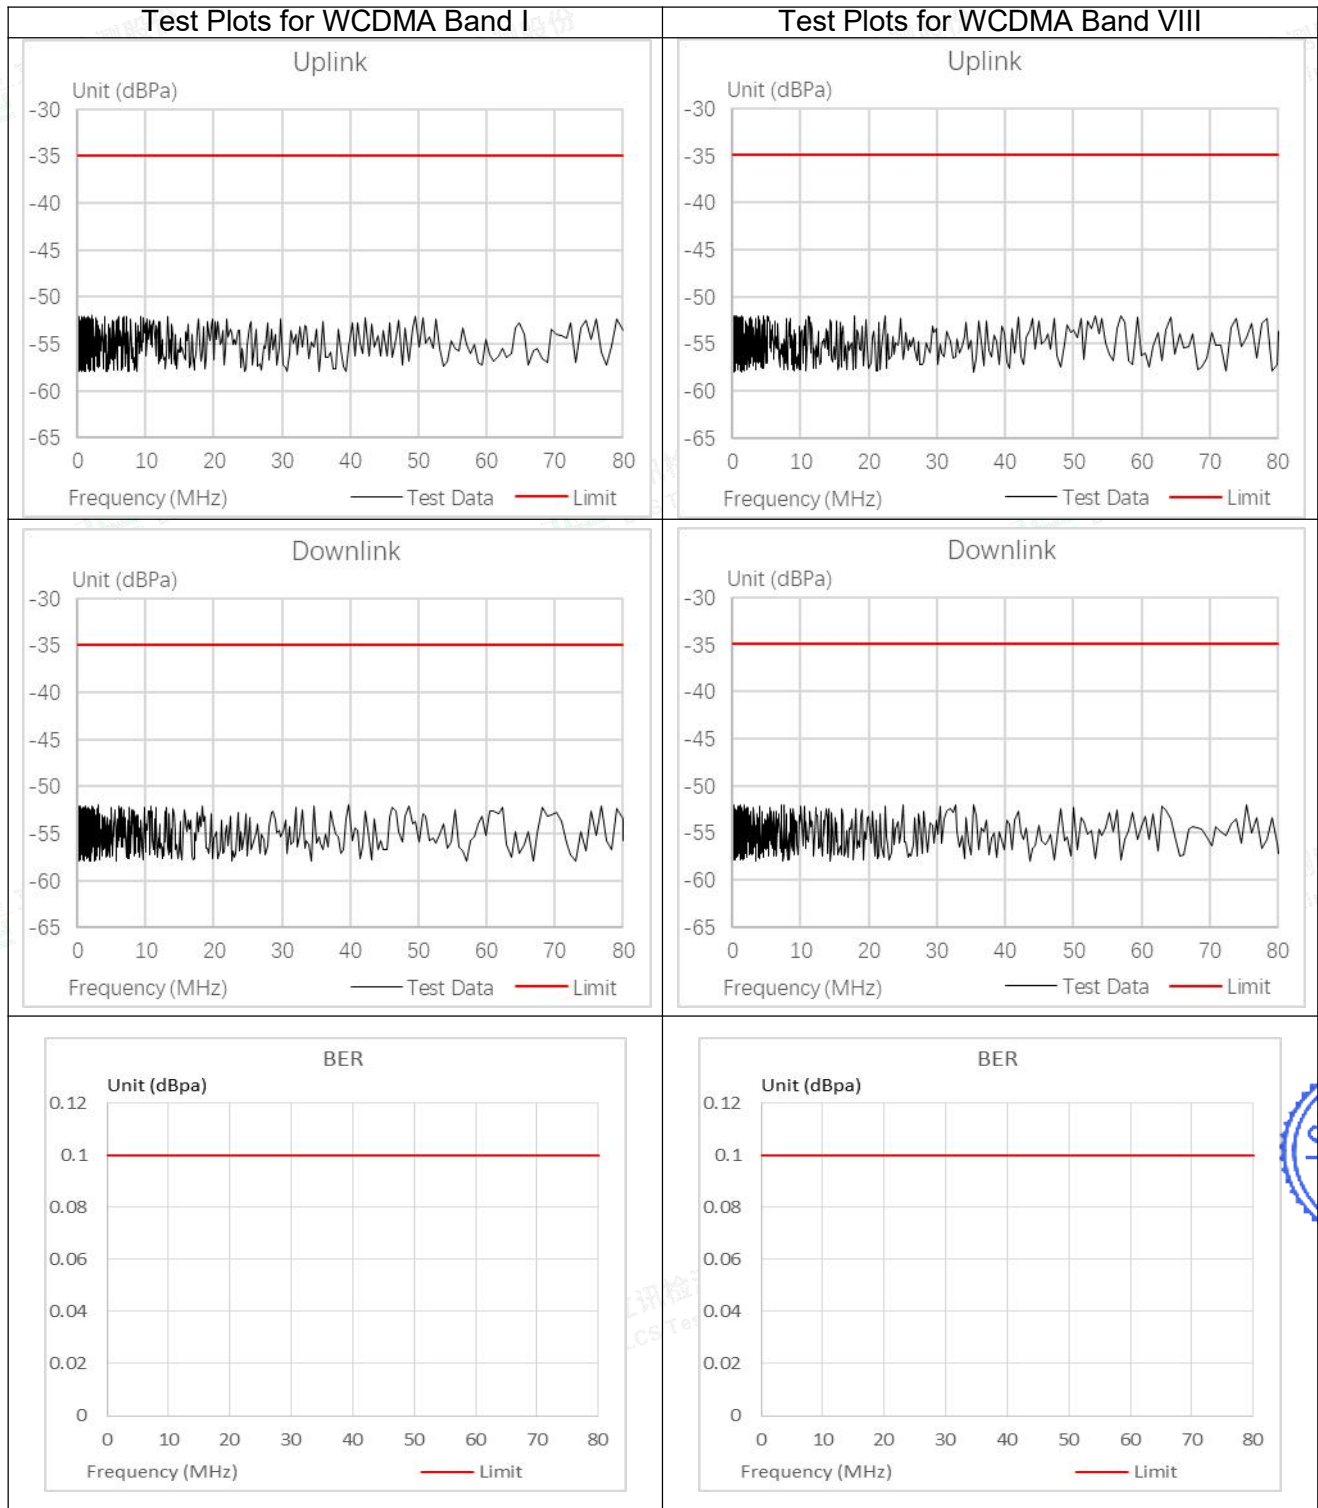 Test Plots for WCDMA Band I
Test Plots for WCDMA Band VIII
Uplink
Unit (dBPa)
-30
-35
-40
-45
-50
-55
-60
-65
0 10 20 30 40 50 60 70 80
Frequency (MHz) Test Data Limit
Uplink
Unit (dBPa)
-30
-35
-40
-45
-50
-55
-60
-65
0 10 20 30 40 50 60 70 80
Frequency (MHz) Test Data Limit
Downlink
Unit (dBPa)
-30
-35
-40
-45
-50
-55
-60
-65
0 10 20 30 40 50 60 70 80
Frequency (MHz) Test Data Limit
Downlink
Unit (dBPa)
-30
-35
-40
-45
-50
-55
-60
-65
0 10 20 30 40 50 60 70 80
Frequency (MHz) Test Data Limit
BER
Unit (dBpa)
0.12
0.1
0.08
0.06
0.04
0.02
0
0 10 20 30 40 50 60 70 80
Frequency (MHz) Limit
BER
Unit (dBpa)
0.12
0.1
0.08
0.06
0.04
0.02
0
0 10 20 30 40 50 60 70 80
Frequency (MHz) Limit